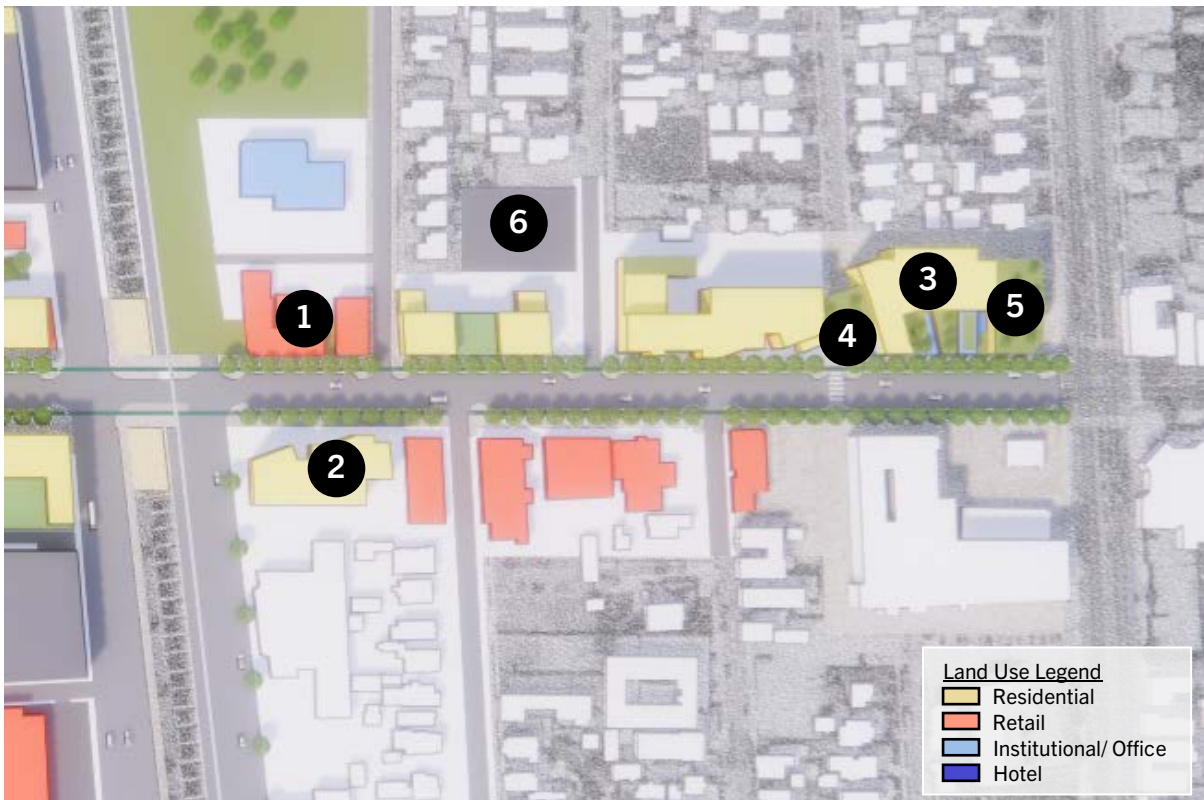 6
3
5
1
4
2
Land Use Legend
Residential
Retail
Institutional/ Office
Hotel